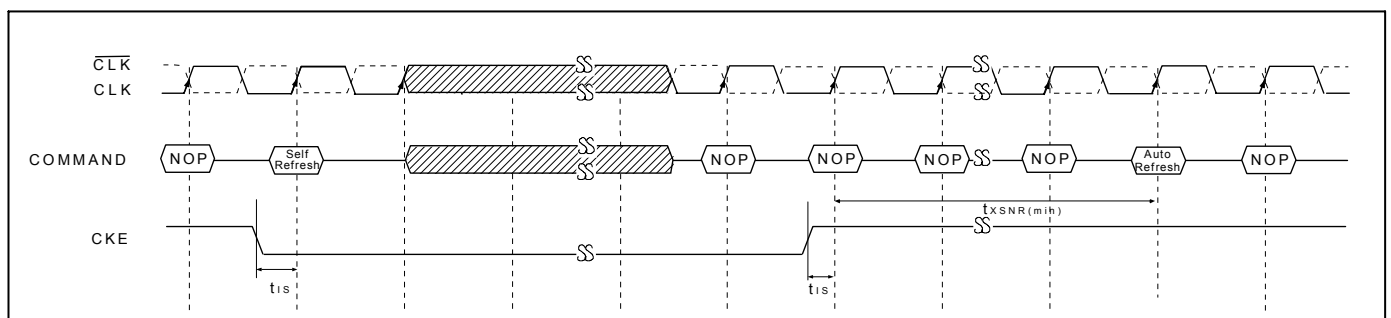 CLK
CLK
COMMAND
NOP
Self
Refresh
NOP
NOP
NOP
NOP
Auto
Refresh
NOP
tXSNR(min)
CKE
tIS
tIS